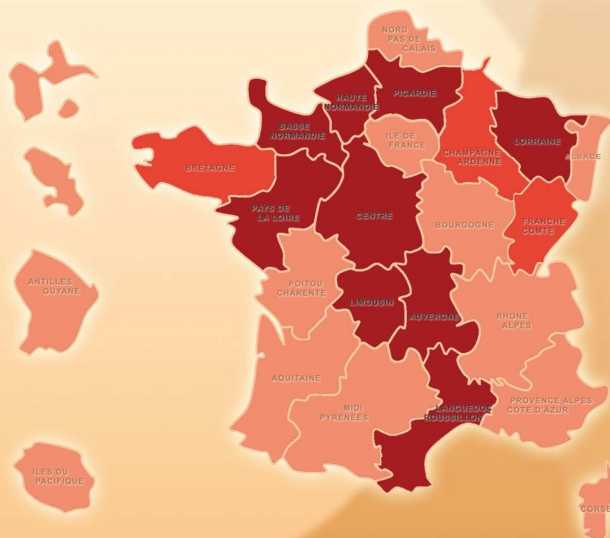 NORD
PAS DE
CALAIS
HAUTE
NORMANDIE
PICARDIE
BASSE
NORMANDIE
ILE DE
FRANCE
CHAMPAGNE
ARDENNE
LORRAINE
ALSACE
BRETAGNE
PAYS DE
LA LOIRE
CENTRE
BOURGOGNE
FRANCHE
COMTE
ANTILLES
GUYANE
POITOU
CHARENTE
LIMOUSIN
AUVERGNE
RHONE
ALPES
AQUITAINE
MIDI
PYRENEES
LANGUEDOC
ROUSSILLON
PROVENCE ALPES
COTE D'AZUR
ILES DU
PACIFIQUE
CORSE